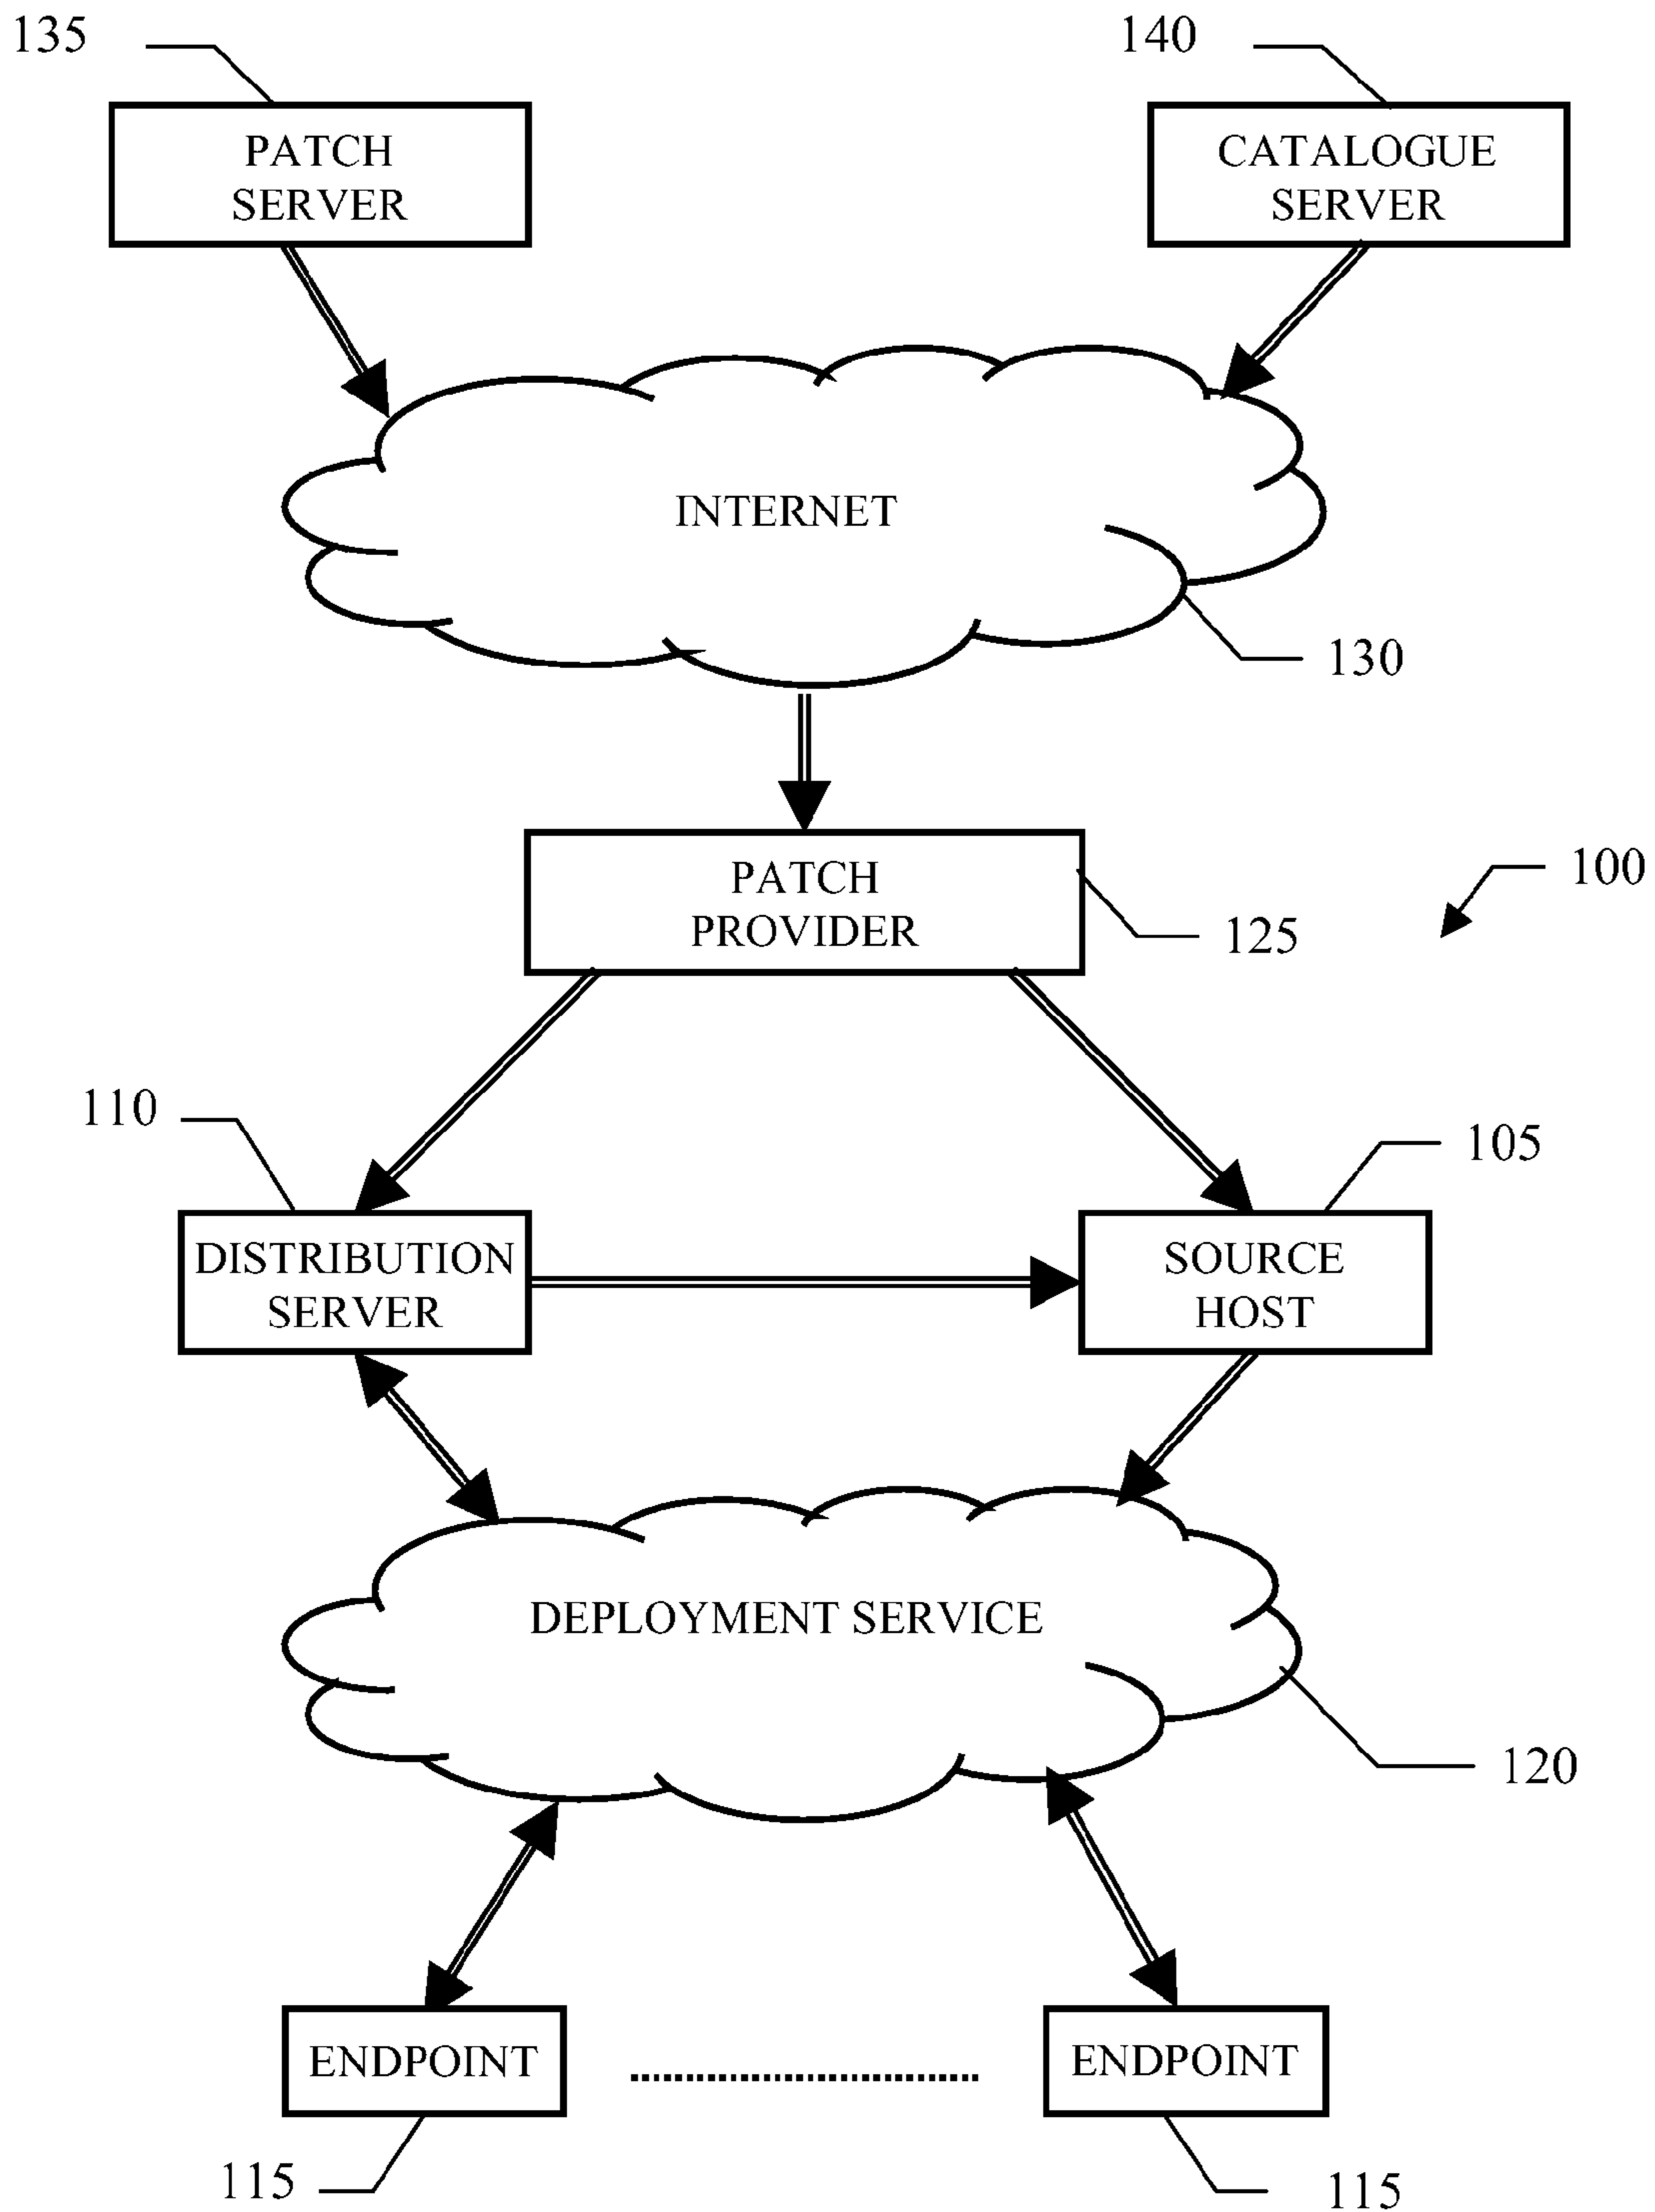 135
140
PATCH
SERVER
CATALOGUE
SERVER
INTERNET
130
PATCH
PROVIDER
100
125
110
105
DISTRIBUTION
SERVER
SOURCE
HOST
DEPLOYMENT SERVICE
120
ENDPOINT
ENDPOINT
115
115